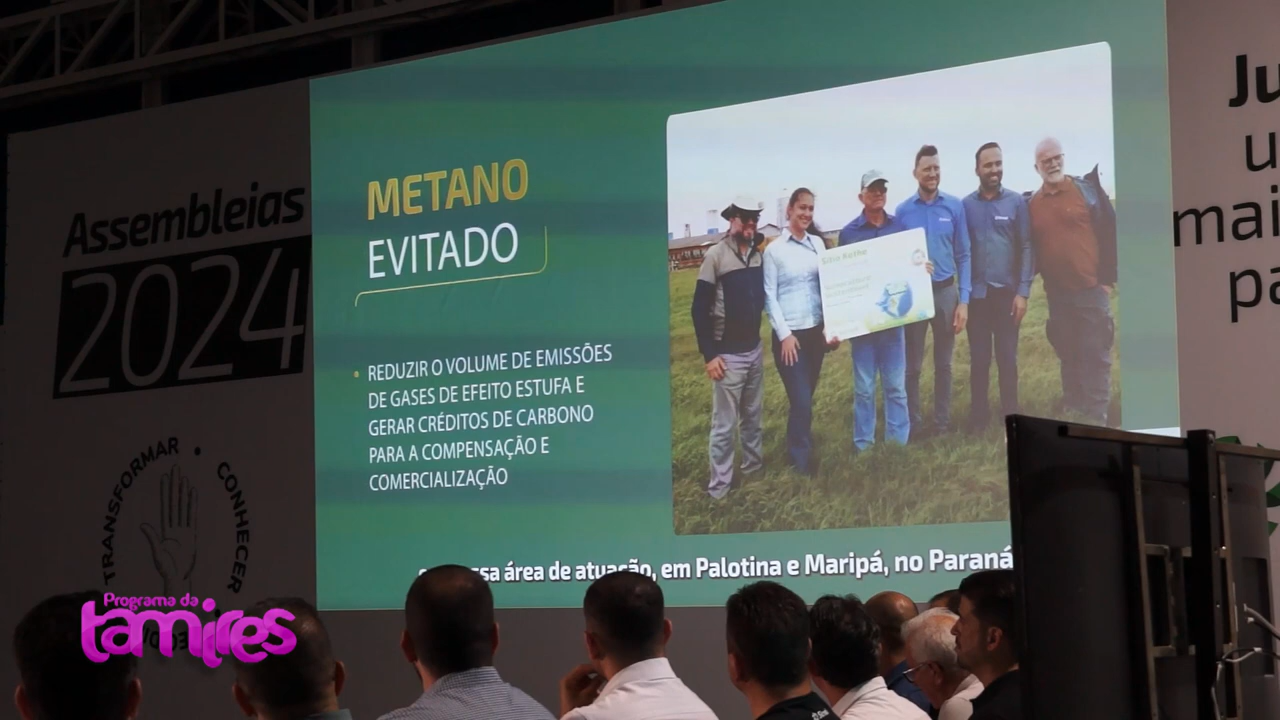 Assembleias
2024
TRANSFORMAR • CONHECER
METANO
EVITADO
• REDUZIR O VOLUME DE EMISSÕES
DE GASES DE EFEITO ESTUFA E
GERAR CRÉDITOS DE CARBONO
PARA A COMPENSAÇÃO E
COMERCIALIZAÇÃO
área de atuação, em Palotina e Maripá, no Paraná
Ju
u
mai
pa
Programa da
tamires